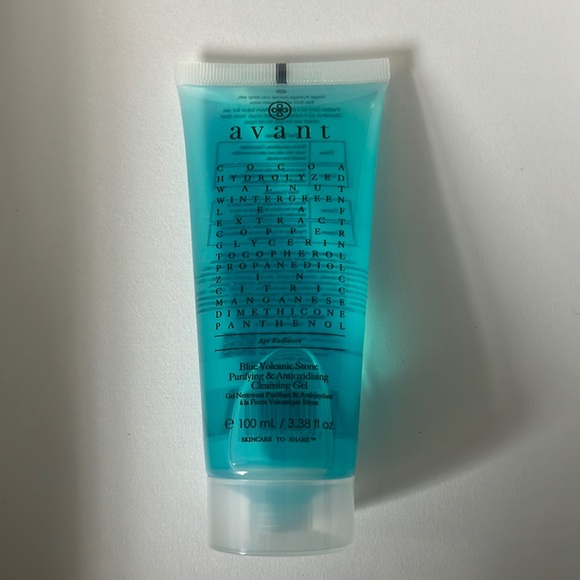 avant
COCOA
HYDROLYZED
WALNUT
WINTERGREEN
LEAF
EXTRACT
COPPER
GLYCERIN
TOCOPHEROL
PROPANEDIOL
ZINC
CITRIC
MANGANESE
DIMETHICONE
PANTHENOL
Age Radiance
Blue Volcanic Stone
Purifying & Antioxidising
Cleansing Gel
Gel Nettoyant Purifiant & Antioxydant
à la Pierre Volcanique Bleue
℮ 100 mL / 3.38 fl oz
SKINCARE - TO - SHARE™